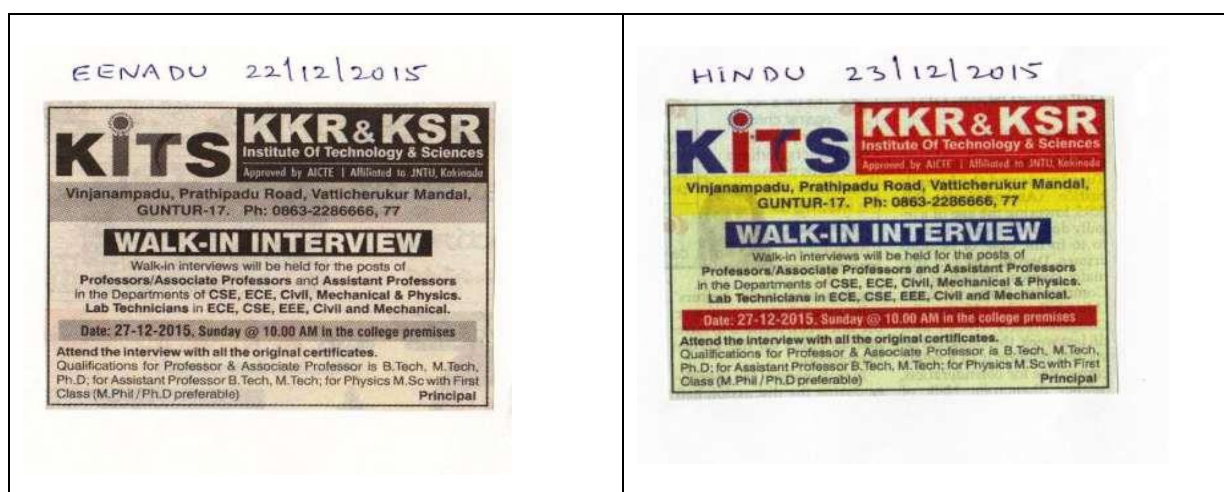 EENADU 22/12/2015
KiTS
KKR & KSR
Institute Of Technology & Sciences
Approved by AICTE | Affiliated to JNTU, Kakinada
Vinjanampadu, Prathipadu Road, Vatticherukur Mandal,
GUNTUR-17. Ph: 0863-2286666, 77
WALK-IN INTERVIEW
Walk-in interviews will be held for the posts of
Professors/Associate Professors and Assistant Professors
in the Departments of CSE, ECE, Civil, Mechanical & Physics.
Lab Technicians in ECE, CSE, EEE, Civil and Mechanical.
Date: 27-12-2015, Sunday @ 10.00 AM in the college premises
Attend the interview with all the original certificates.
Qualifications for Professor & Associate Professor is B.Tech, M.Tech,
Ph.D; for Assistant Professor B.Tech, M.Tech; for Physics M.Sc with First
Class (M.Phil / Ph.D preferable) Principal
HINDU 23/12/2015
KiTS
KKR & KSR
Institute Of Technology & Sciences
Approved by AICTE | Affiliated to JNTU, Kakinada
Vinjanampadu, Prathipadu Road, Vatticherukur Mandal,
GUNTUR-17. Ph: 0863-2286666, 77
WALK-IN INTERVIEW
Walk-in interviews will be held for the posts of
Professors/Associate Professors and Assistant Professors
in the Departments of CSE, ECE, Civil, Mechanical & Physics.
Lab Technicians in ECE, CSE, EEE, Civil and Mechanical.
Date: 27-12-2015, Sunday @ 10.00 AM in the college premises
Attend the interview with all the original certificates.
Qualifications for Professor & Associate Professor is B.Tech, M.Tech,
Ph.D; for Assistant Professor B.Tech, M.Tech; for Physics M.Sc with First
Class (M.Phil / Ph.D preferable) Principal